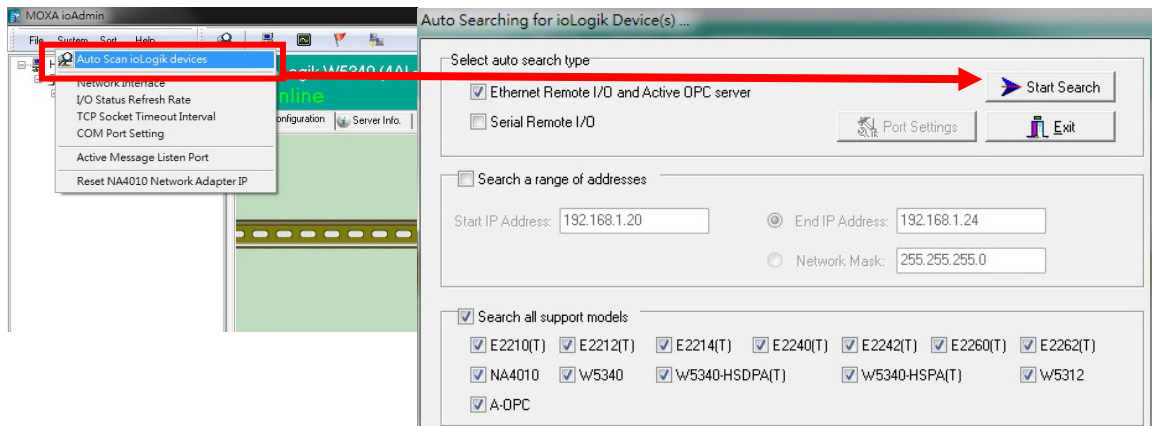 MOXA ioAdmin
File System Sort Help
Auto Scan ioLogik devices
Network Interface
I/O Status Refresh Rate
TCP Socket Timeout Interval
COM Port Setting
Active Message Listen Port
Reset NA4010 Network Adapter IP
ogik W5340 (4AI
nline
onfiguration Server Info.
Auto Searching for ioLogik Device(s) ...
Select auto search type
Ethernet Remote I/O and Active OPC server
Start Search
Serial Remote I/O
Port Settings
Exit
Search a range of addresses
Start IP Address: 192.168.1.20 End IP Address: 192.168.1.24
Network Mask: 255.255.255.0
Search all support models
E2210(T) E2212(T) E2214(T) E2240(T) E2242(T) E2260(T) E2262(T)
NA4010 W5340 W5340-HSDPA(T) W5340-HSPA(T) W5312
A-OPC